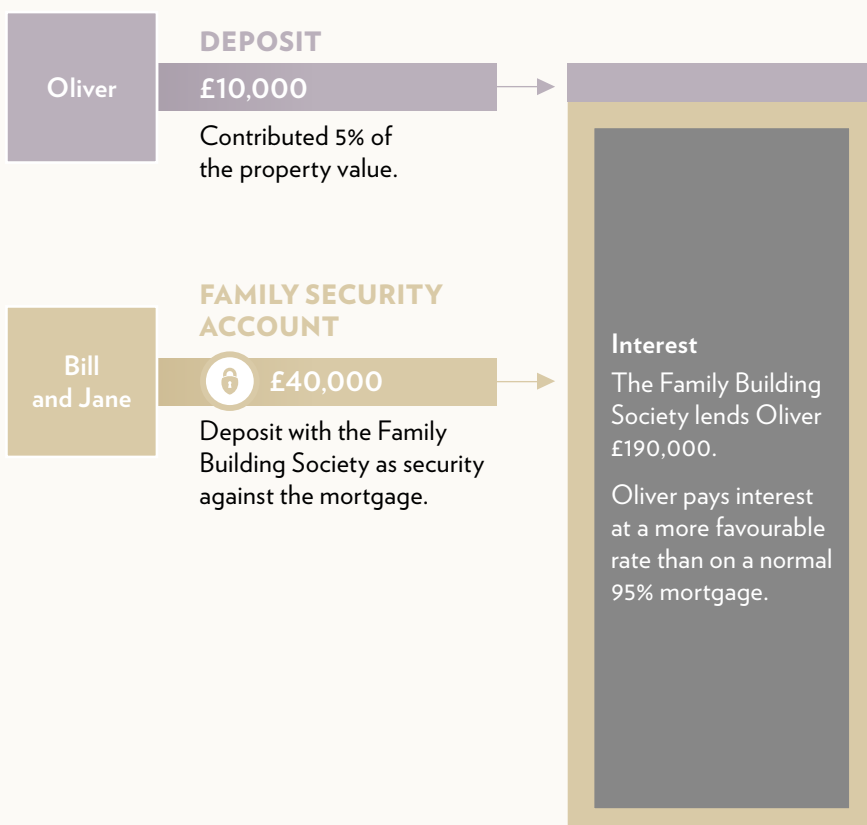 Oliver
DEPOSIT
£10,000
Contributed 5% of
the property value.
Bill
and Jane
FAMILY SECURITY
ACCOUNT
£40,000
Deposit with the Family
Building Society as security
against the mortgage.
Interest
The Family Building
Society lends Oliver
£190,000.
Oliver pays interest
at a more favourable
rate than on a normal
95% mortgage.